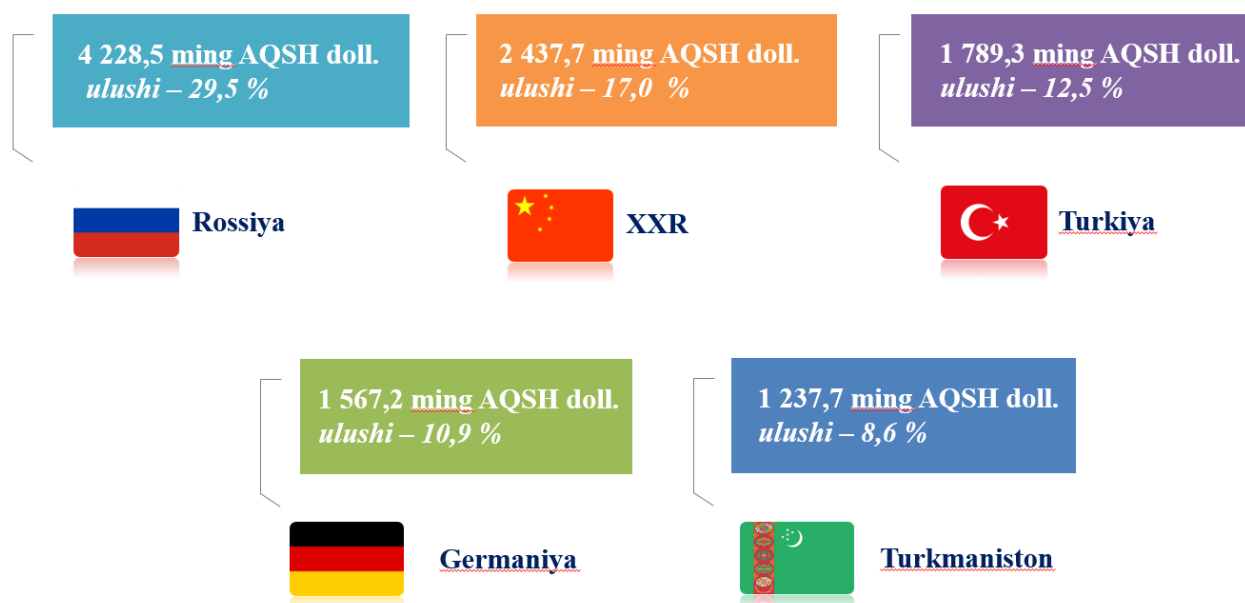 4 228,5 ming AQSH doll.
ulushi – 29,5 %
Rossiya
2 437,7 ming AQSH doll.
ulushi – 17,0 %
XXR
1 789,3 ming AQSH doll.
ulushi – 12,5 %
Turkiya
1 567,2 ming AQSH doll.
ulushi – 10,9 %
Germaniya
1 237,7 ming AQSH doll.
ulushi – 8,6 %
Turkmaniston